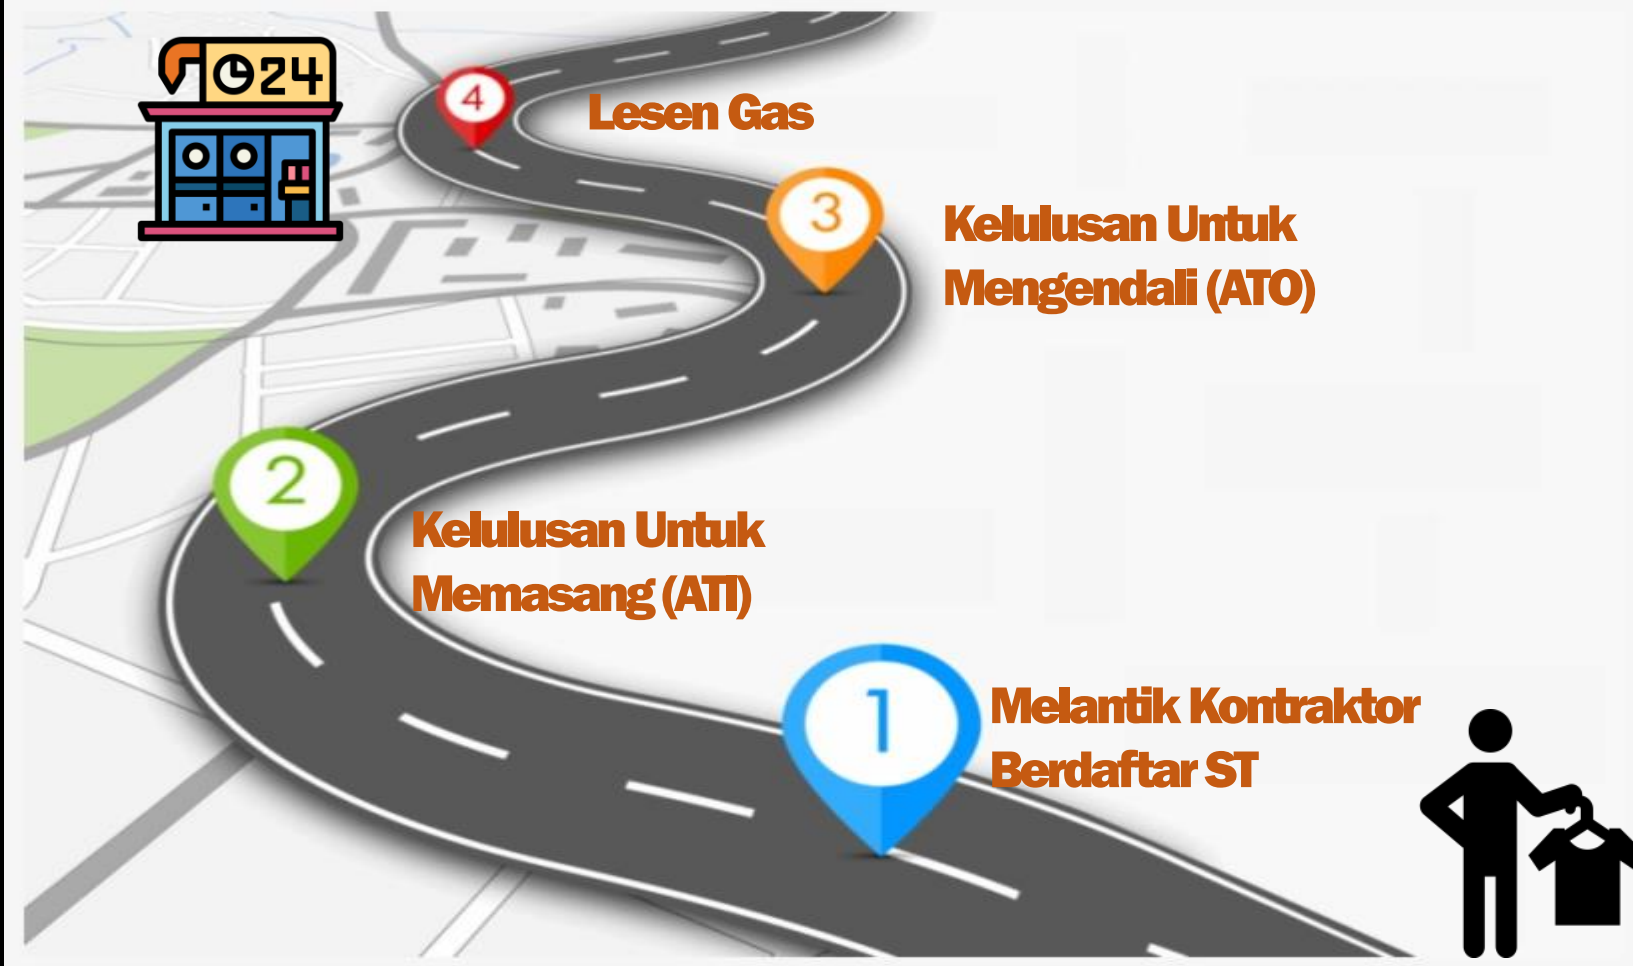 24
4
Lesen Gas
3
Kelulusan Untuk
Mengendali (ATO)
2
Kelulusan Untuk
Memasang (ATI)
1
Melantik Kontraktor
Berdaftar ST